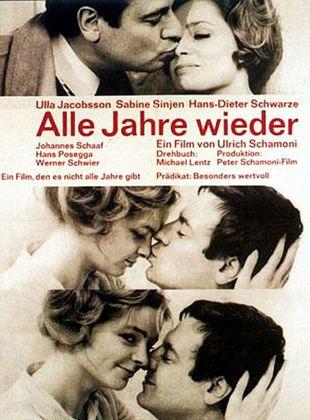 Ulla Jacobsson Sabine Sinjen Hans-Dieter Schwarze
Alle Jahre wieder
Johannes Schaaf
Hans Posegga
Werner Schwier
Ein Film von Ulrich Schamoni
Drehbuch: Produktion:
Michael Lentz Peter Schamoni-Film
Ein Film, den es nicht alle Jahre gibt
Prädikat: Besonders wertvoll